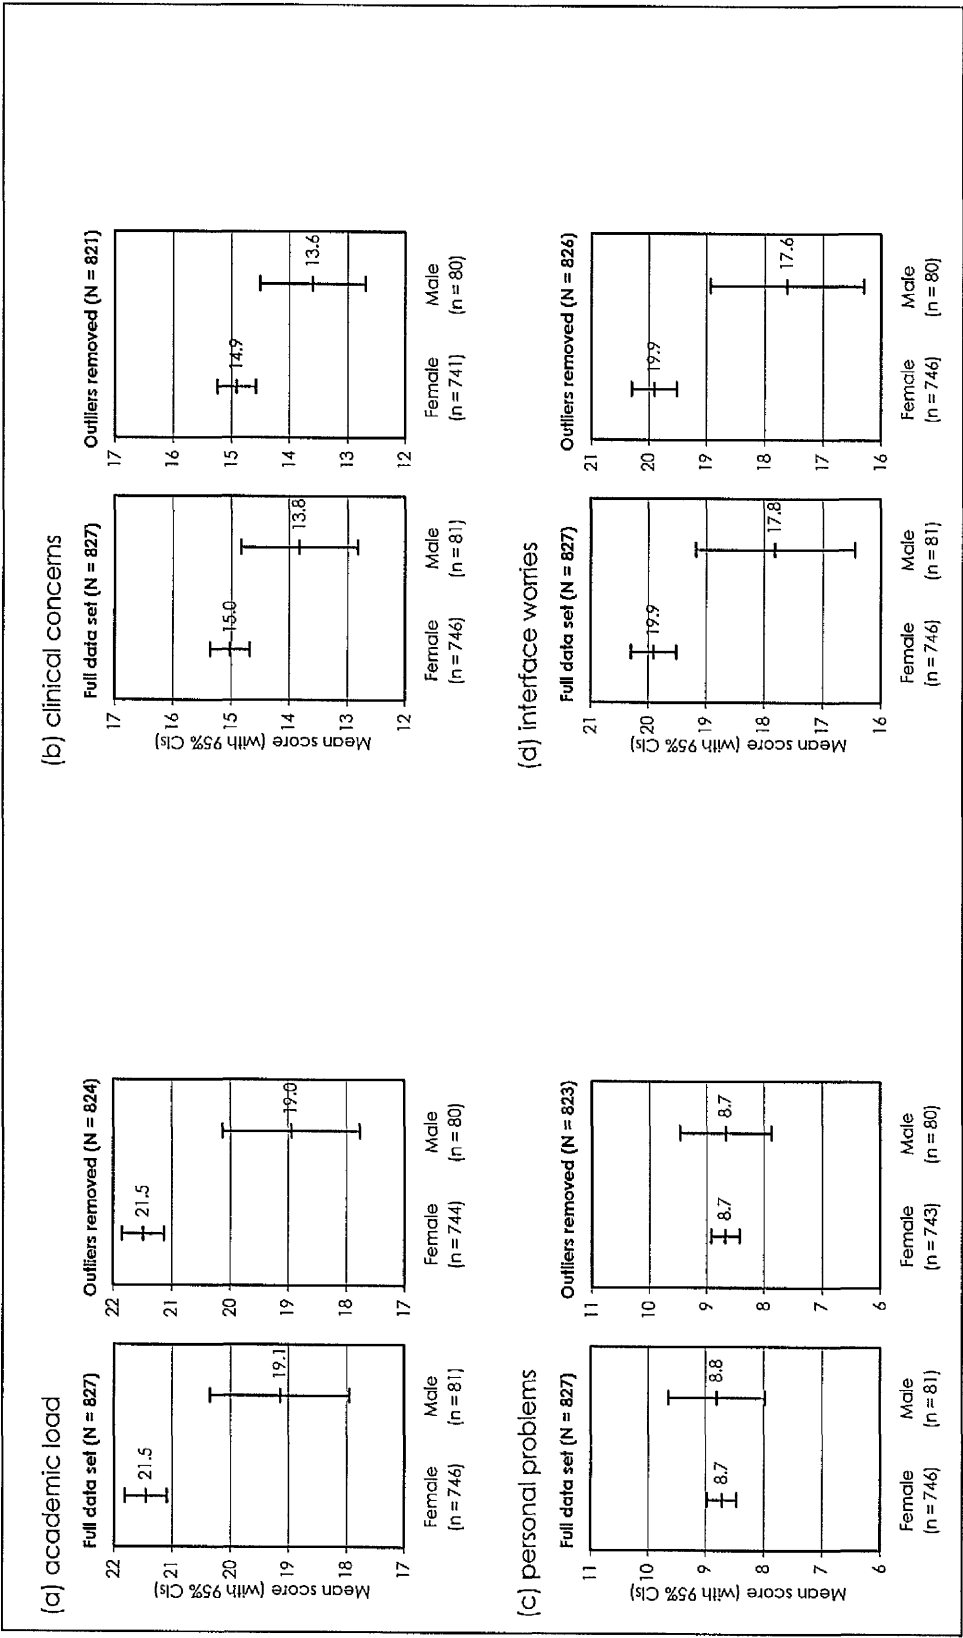 (a) academic load
Full data set (N = 827)
Mean score (with 95% CIs)
22
21
20
19
18
17
21.5
19.1
Female
(n = 746)
Male
(n = 81)
Outliers removed (N = 824)
22
21
20
19
18
17
21.5
19.0
Female
(n = 744)
Male
(n = 80)
(b) clinical concerns
Full data set (N = 827)
Mean score (with 95% CIs)
17
16
15
14
13
12
15.0
13.8
Female
(n = 746)
Male
(n = 81)
Outliers removed (N = 821)
17
16
15
14
13
12
14.9
13.6
Female
(n = 741)
Male
(n = 80)
(c) personal problems
Full data set (N = 827)
Mean score (with 95% CIs)
11
10
9
8
7
6
8.7
8.8
Female
(n = 746)
Male
(n = 81)
Outliers removed (N = 823)
11
10
9
8
7
6
8.7
8.7
Female
(n = 743)
Male
(n = 80)
(d) interface worries
Full data set (N = 827)
Mean score (with 95% CIs)
21
20
19
18
17
16
19.9
17.8
Female
(n = 746)
Male
(n = 81)
Outliers removed (N = 826)
21
20
19
18
17
16
19.9
17.6
Female
(n = 746)
Male
(n = 80)